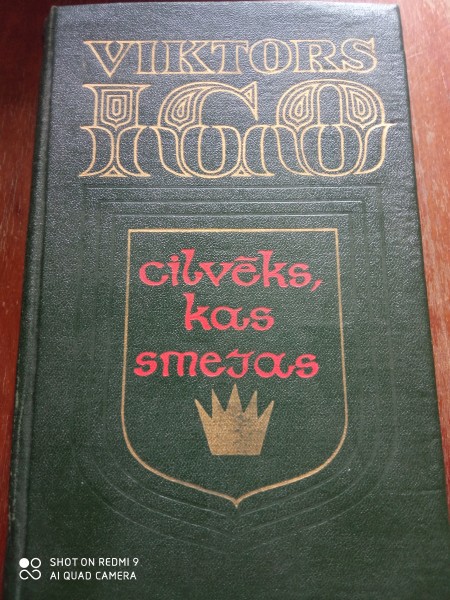 VIKTORS
IGO
cilvēks,
kas
smejas
SHOT ON REDMI 9
AI QUAD CAMERA